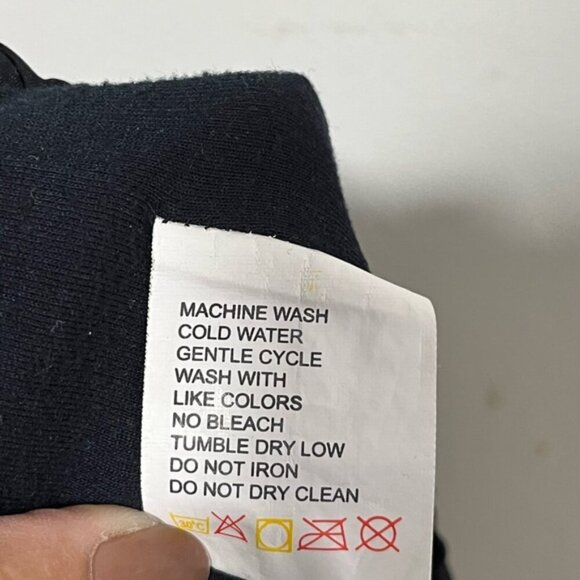 MACHINE WASH
COLD WATER
GENTLE CYCLE
WASH WITH
LIKE COLORS
NO BLEACH
TUMBLE DRY LOW
DO NOT IRON
DO NOT DRY CLEAN
30°C